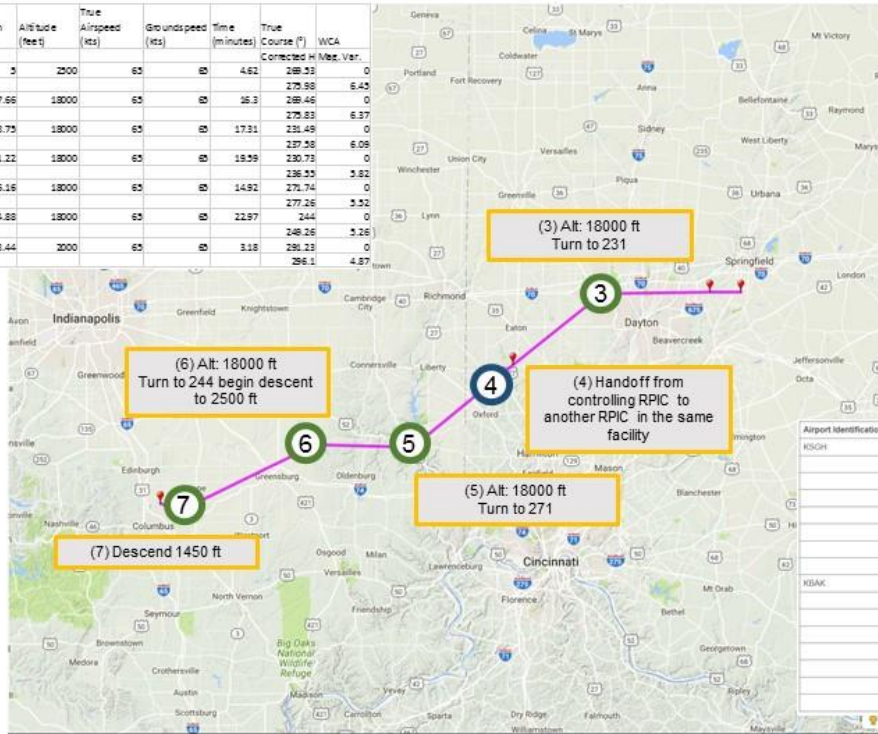 True
Altitude Airspeed Groundspeed Time True
(feet) (kts) (kts) (minutes) Course (°) WCA
Corrected H Mag. Var.
5 2500 65 65 4.62 269.53 0
275.98 6.45
7.66 18000 65 65 16.3 269.46 0
275.83 6.37
18000 65 65 17.31 231.49 0
237.58 6.09
1.22 18000 65 65 19.59 230.73 0
236.55 5.82
6.16 18000 65 65 14.92 271.74 0
277.26 5.52
4.88 18000 65 65 22.97 244 0
249.26 5.26
3.44 2000 65 65 3.18 291.23 0
296.1 4.87
Geneva
Celina St Marys
Mt Victory
Coldwater
Portland
Fort Recovery
Anna
Bellefontaine
Raymond
Sidney
Versailles
West Liberty
Union City
Winchester
Piqua
Greenville
Urbana
Lynn
(3) Alt: 18000 ft
Turn to 231
Springfield
London
3
Cambridge City
Richmond
Dayton
Eaton
Beavercreek
Avon
Indianapolis
Greenfield
Knightstown
Greenwood
Connersville
Liberty
Jeffersonville
Octa
(6) Alt: 18000 ft
Turn to 244 begin descent
to 2500 ft
4
Oxford
(4) Handoff from
controlling RPIC to
another RPIC in the same
facility
Airport Identification
KSGH
6
5
Edinburgh
Greensburg
Oldenburg
Mason
Blanchester
(5) Alt: 18000 ft
Turn to 271
7
Nashville
Columbus
(7) Descend 1450 ft
Osgood
Milan
Lawrenceburg
Cincinnati
Versailles
Florence
Mt Orab
KBAK
North Vernon
Seymour
Friendship
Bethel
Brownstown
Big Oaks
National
Wildlife
Refuge
Georgetown
Medora
Crothersville
Austin
Madison
Vevay
Ripley
Scottsburg
Carrollton
Sparta
Dry Ridge
Falmouth
Williamstown
Maysville